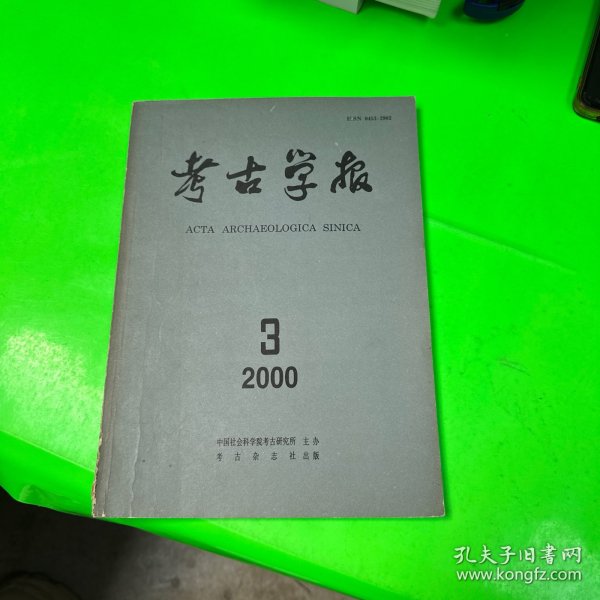 ISSN 0453-2902
考古学报
ACTA ARCHAEOLOGICA SINICA
3
2000
中国社会科学院考古研究所 主办
考古杂志社出版
孔夫子旧书网
www.kongfz.com